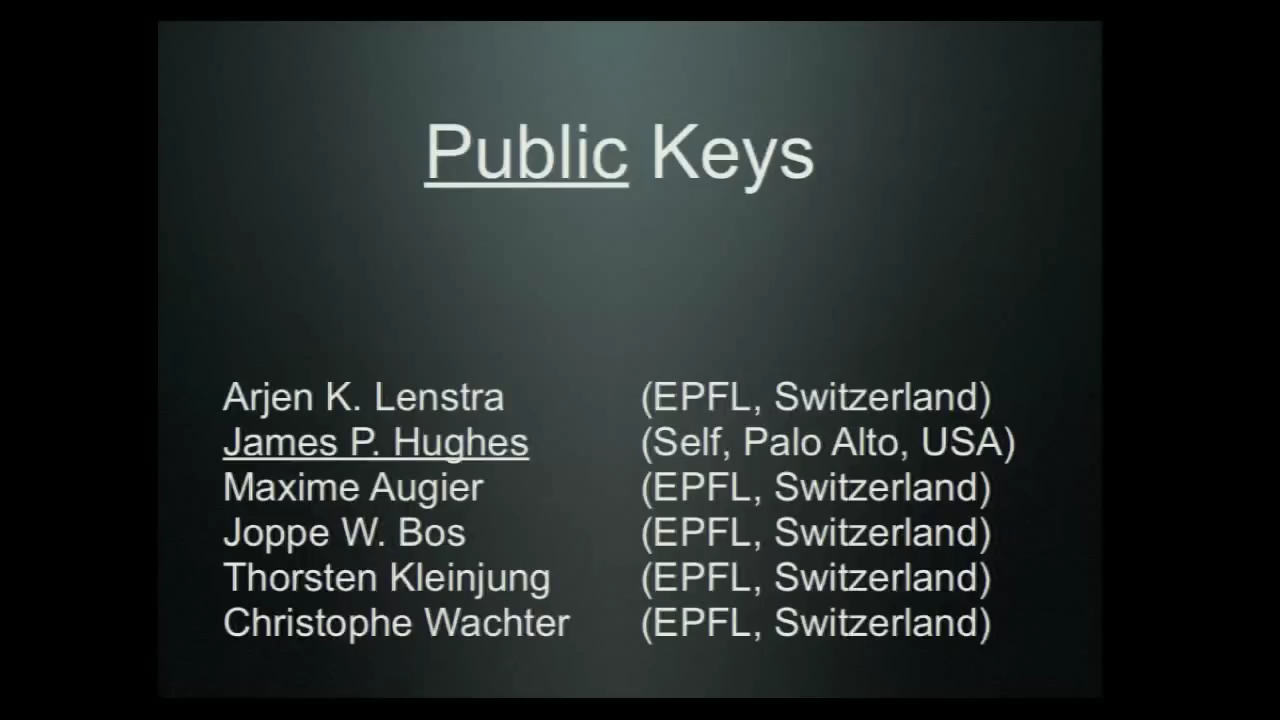 Public Keys
Arjen K. Lenstra (EPFL, Switzerland)
James P. Hughes (Self, Palo Alto, USA)
Maxime Augier (EPFL, Switzerland)
Joppe W. Bos (EPFL, Switzerland)
Thorsten Kleinjung (EPFL, Switzerland)
Christophe Wachter (EPFL, Switzerland)